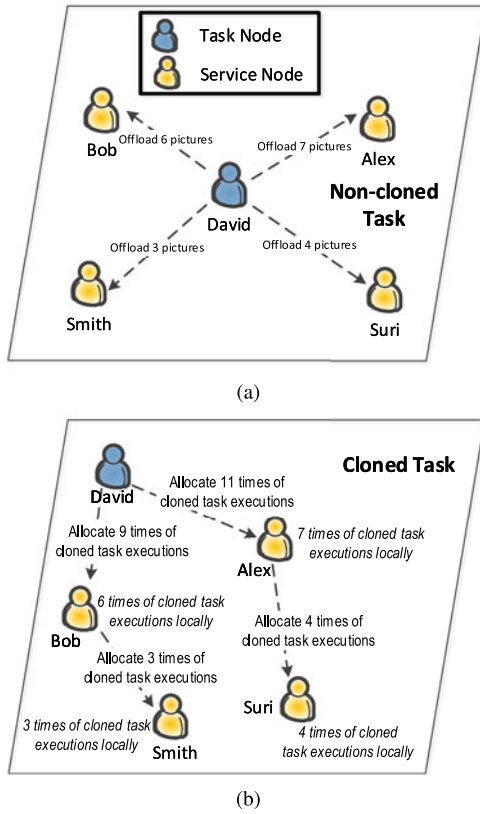 Task Node
Service Node
Bob
Offload 6 pictures
Offload 7 pictures
Alex
David
Non-cloned
Task
Offload 3 pictures
Offload 4 pictures
Smith
Suri
(a)
Cloned Task
David
Allocate 11 times of
cloned task executions
Allocate 9 times of
cloned task executions
7 times of cloned task
executions locally
Alex
6 times of cloned task
executions locally
Bob
Allocate 4 times of
cloned task executions
Allocate 3 times of
cloned task executions
Suri
3 times of cloned task
executions locally
Smith
4 times of cloned
task executions locally
(b)